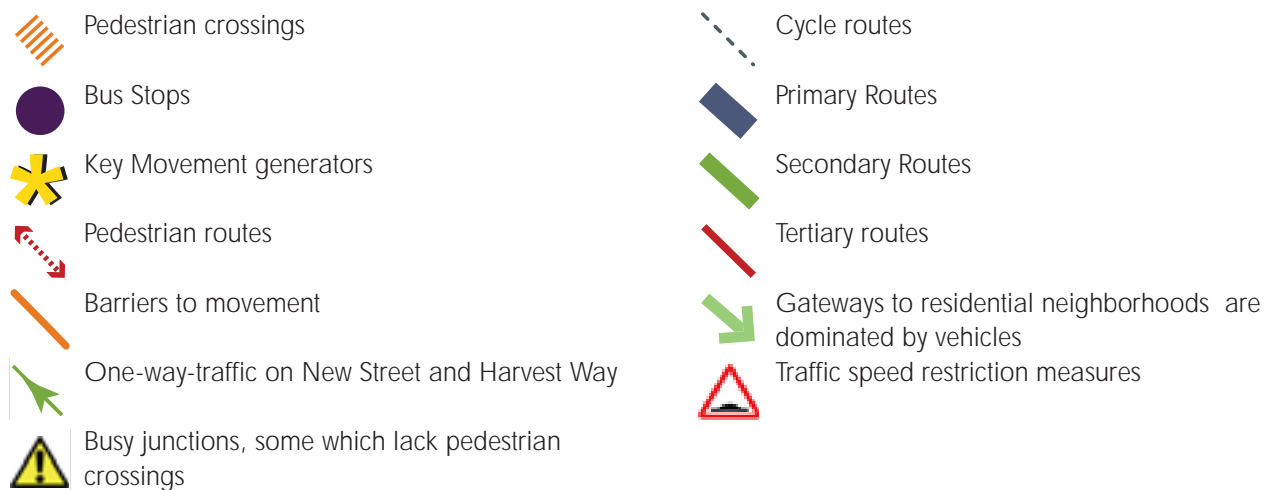 Pedestrian crossings
Bus Stops
Key Movement generators
Pedestrian routes
Barriers to movement
One-way-traffic on New Street and Harvest Way
Busy junctions, some which lack pedestrian
crossings
Cycle routes
Primary Routes
Secondary Routes
Tertiary routes
Gateways to residential neighborhoods are
dominated by vehicles
Traffic speed restriction measures